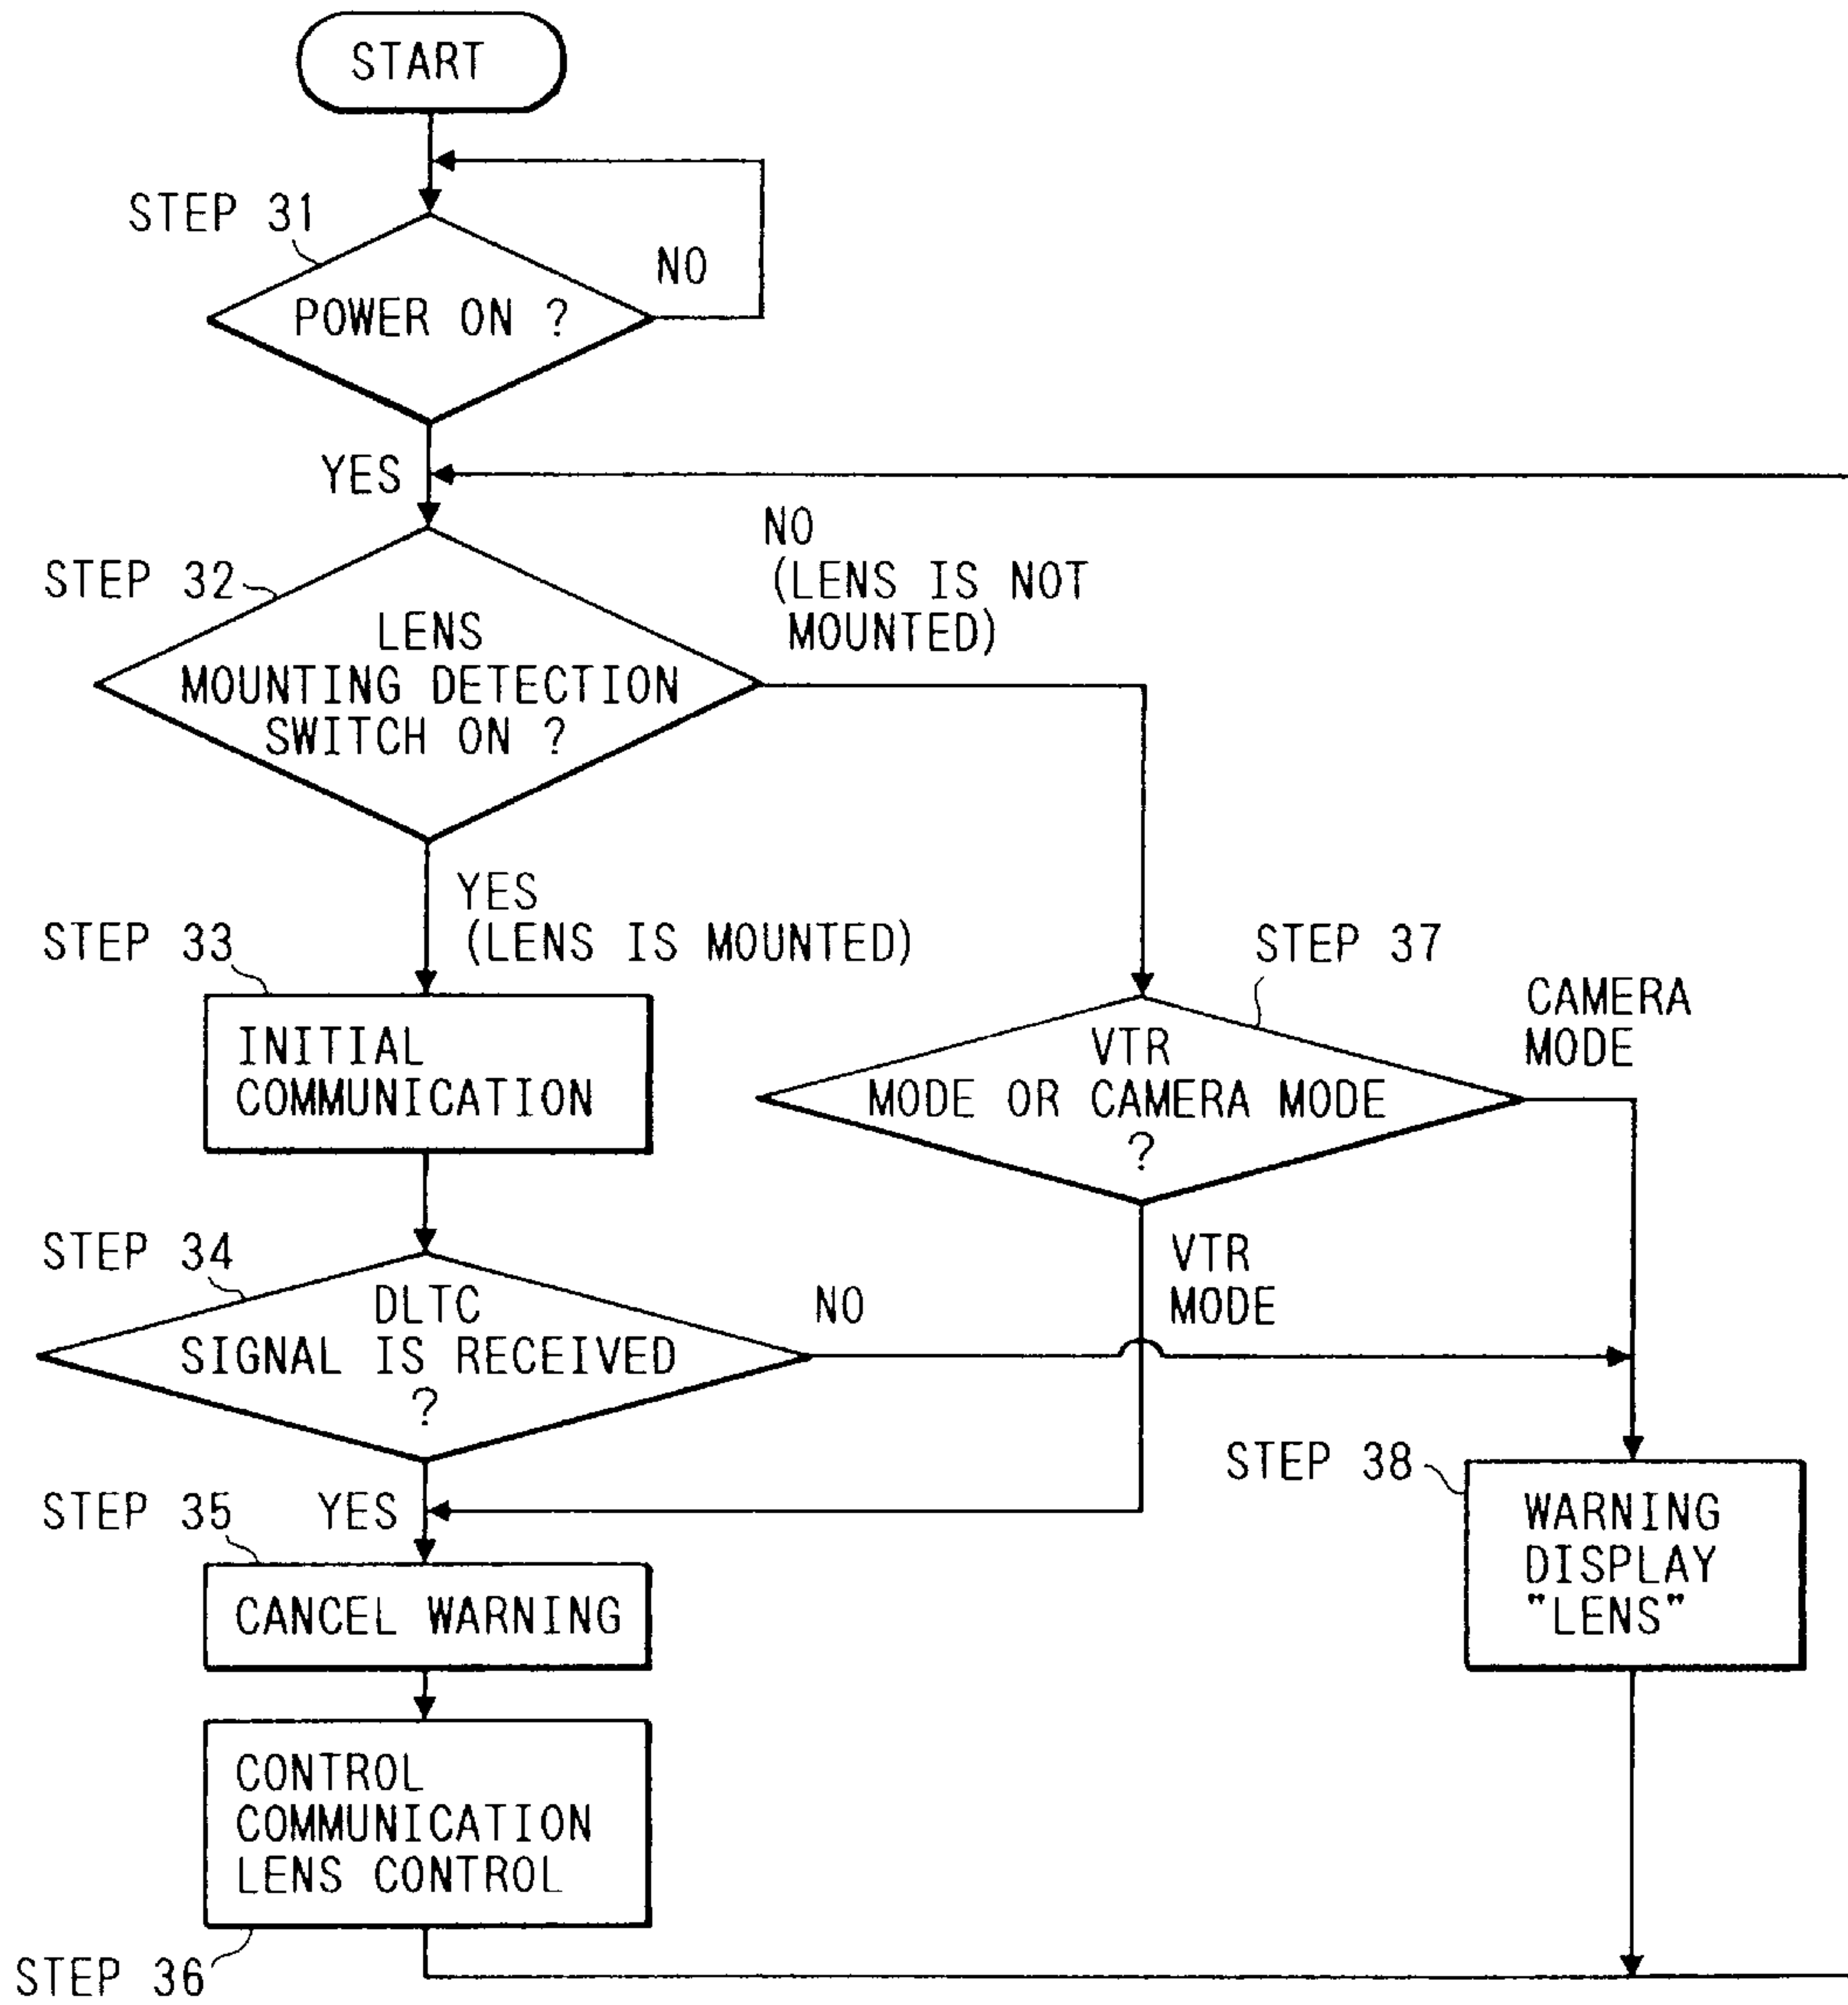 START
STEP 31
NO
POWER ON ?
YES
NO
(LENS IS NOT
MOUNTED)
STEP 32
LENS
MOUNTING DETECTION
SWITCH ON ?
YES
(LENS IS MOUNTED)
STEP 33
INITIAL
COMMUNICATION
STEP 37
CAMERA
MODE
VTR
MODE OR CAMERA MODE
?
VTR
MODE
STEP 34
DLTC
SIGNAL IS RECEIVED
?
NO
STEP 35
YES
CANCEL WARNING
STEP 38
WARNING
DISPLAY
"LENS"
CONTROL
COMMUNICATION
LENS CONTROL
STEP 36